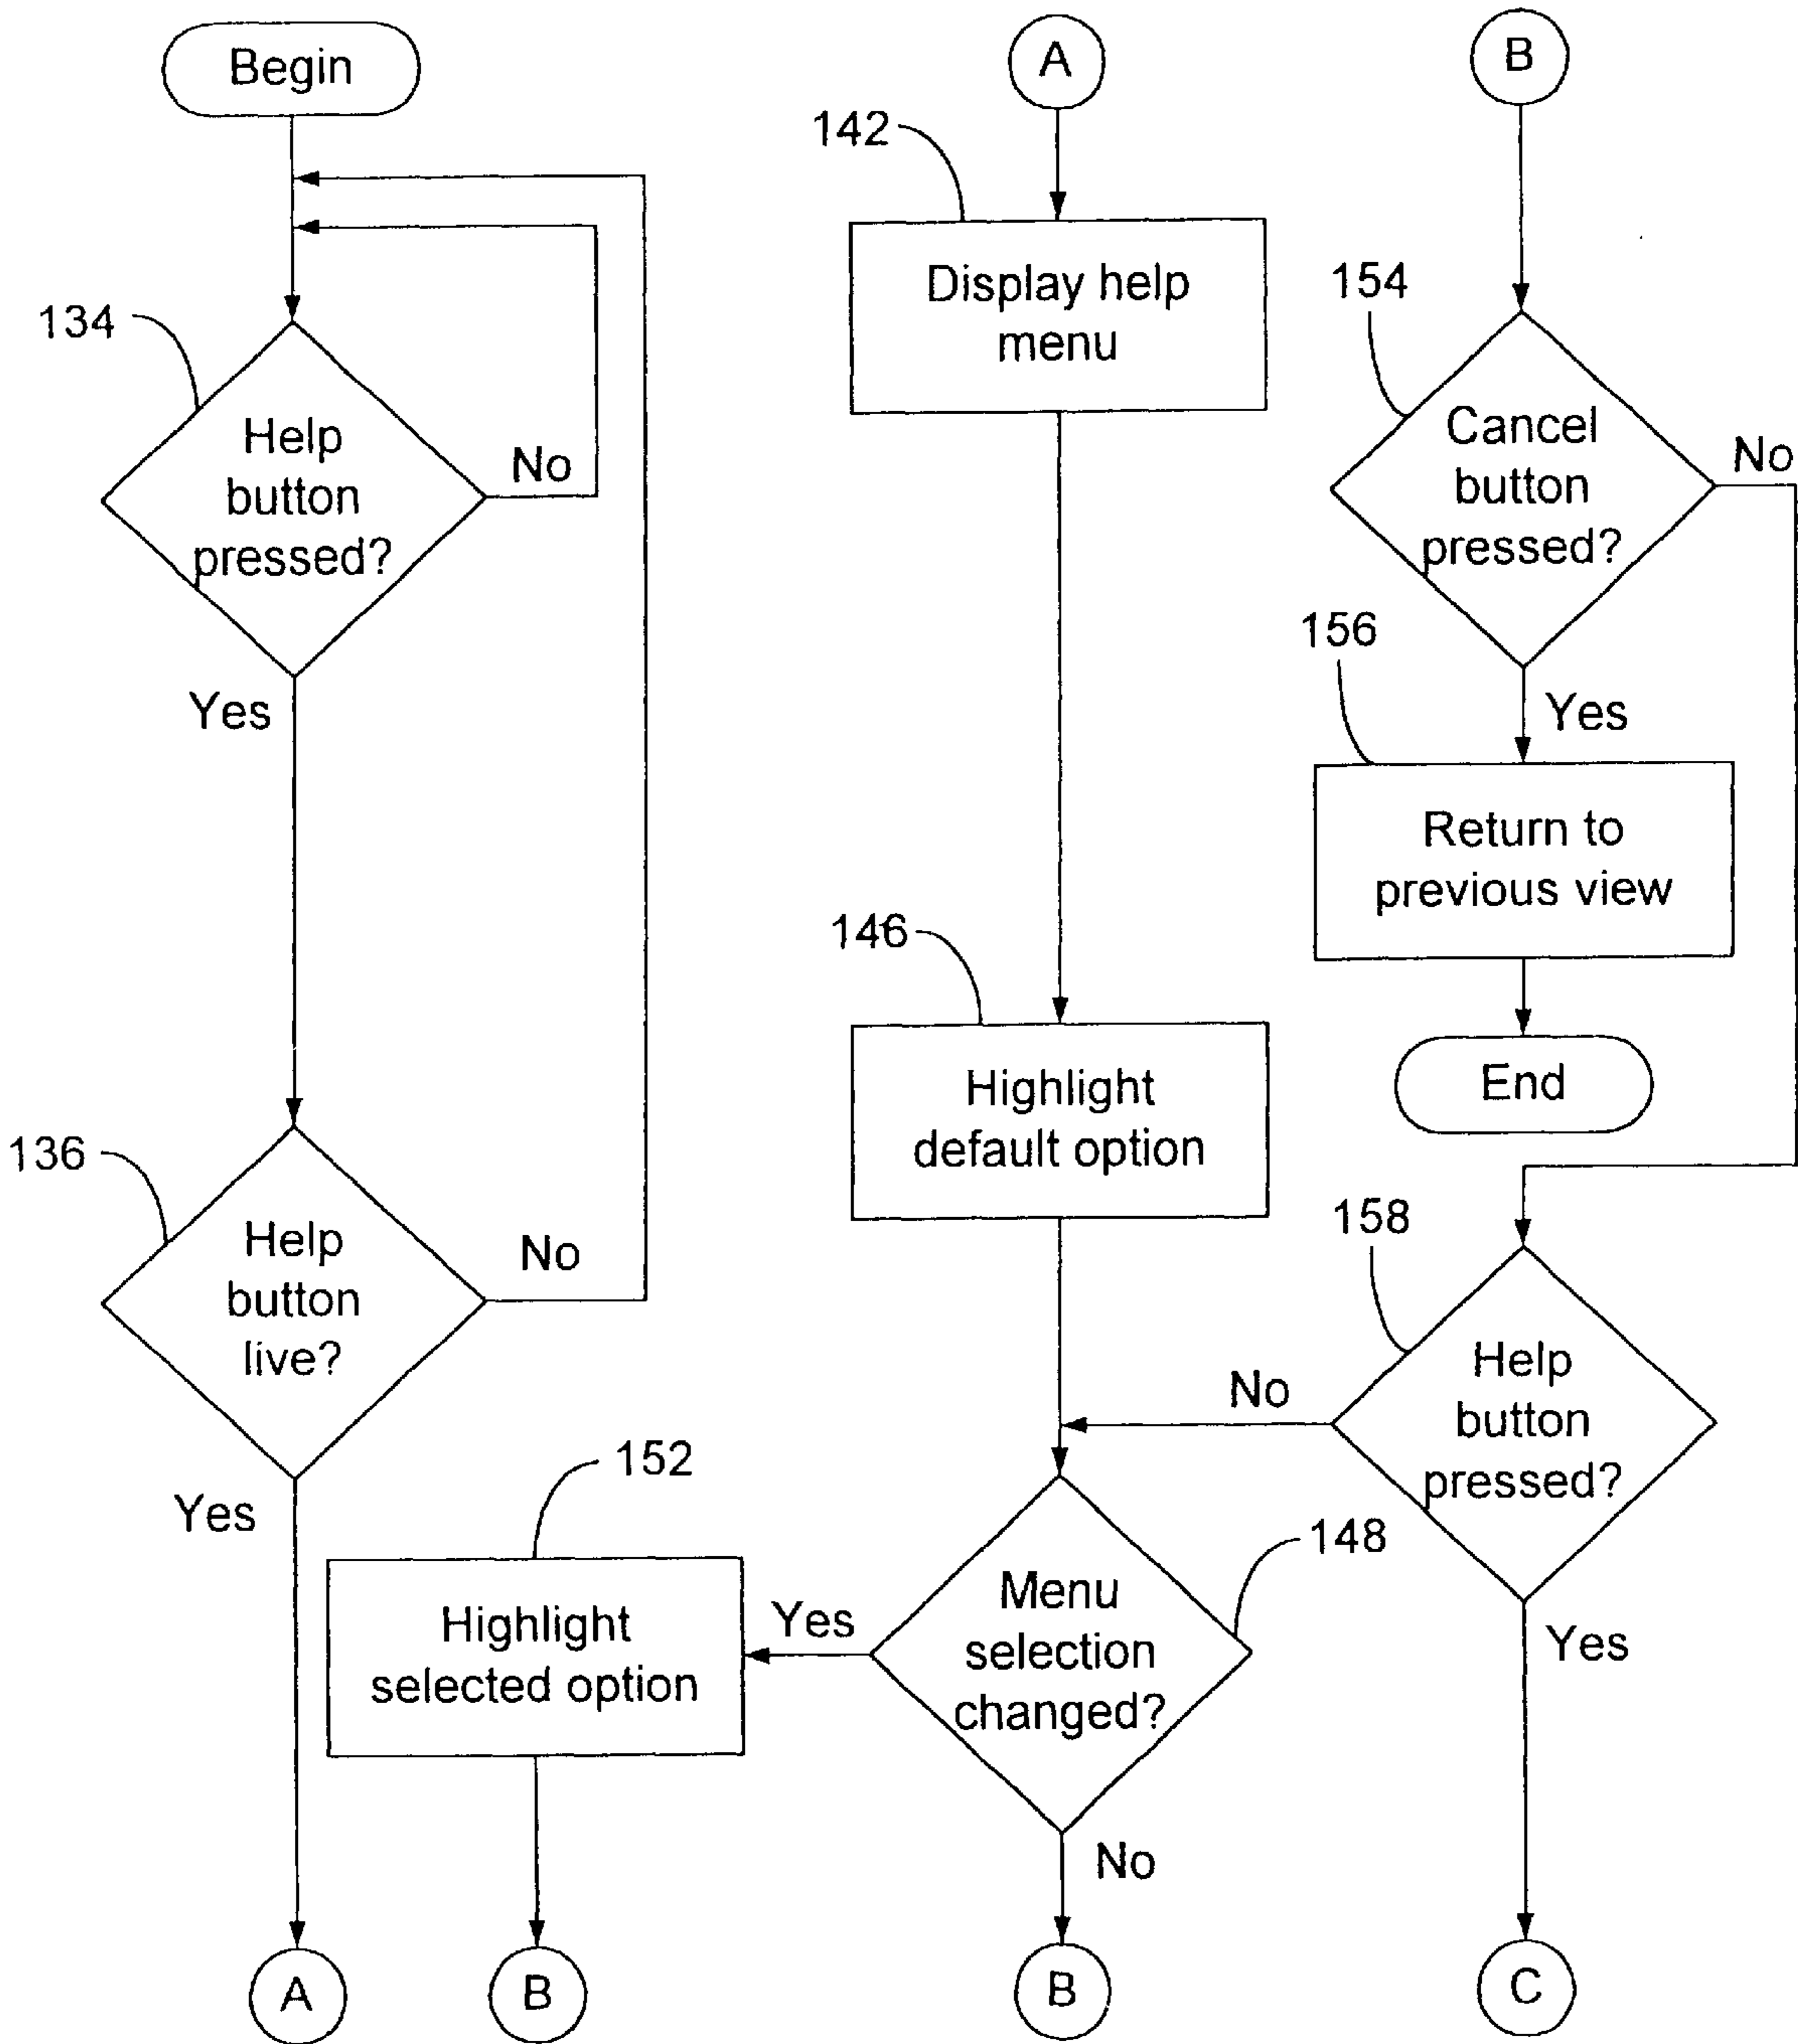 Begin
134
Help
button
pressed?
No
Yes
136
Help
button
live?
No
Yes
A
152
Highlight
selected option
B
A
142
Display help
menu
146
Highlight
default option
148
Menu
selection
changed?
Yes
No
B
B
154
Cancel
button
pressed?
No
Yes
156
Return to
previous view
End
158
Help
button
pressed?
No
Yes
C